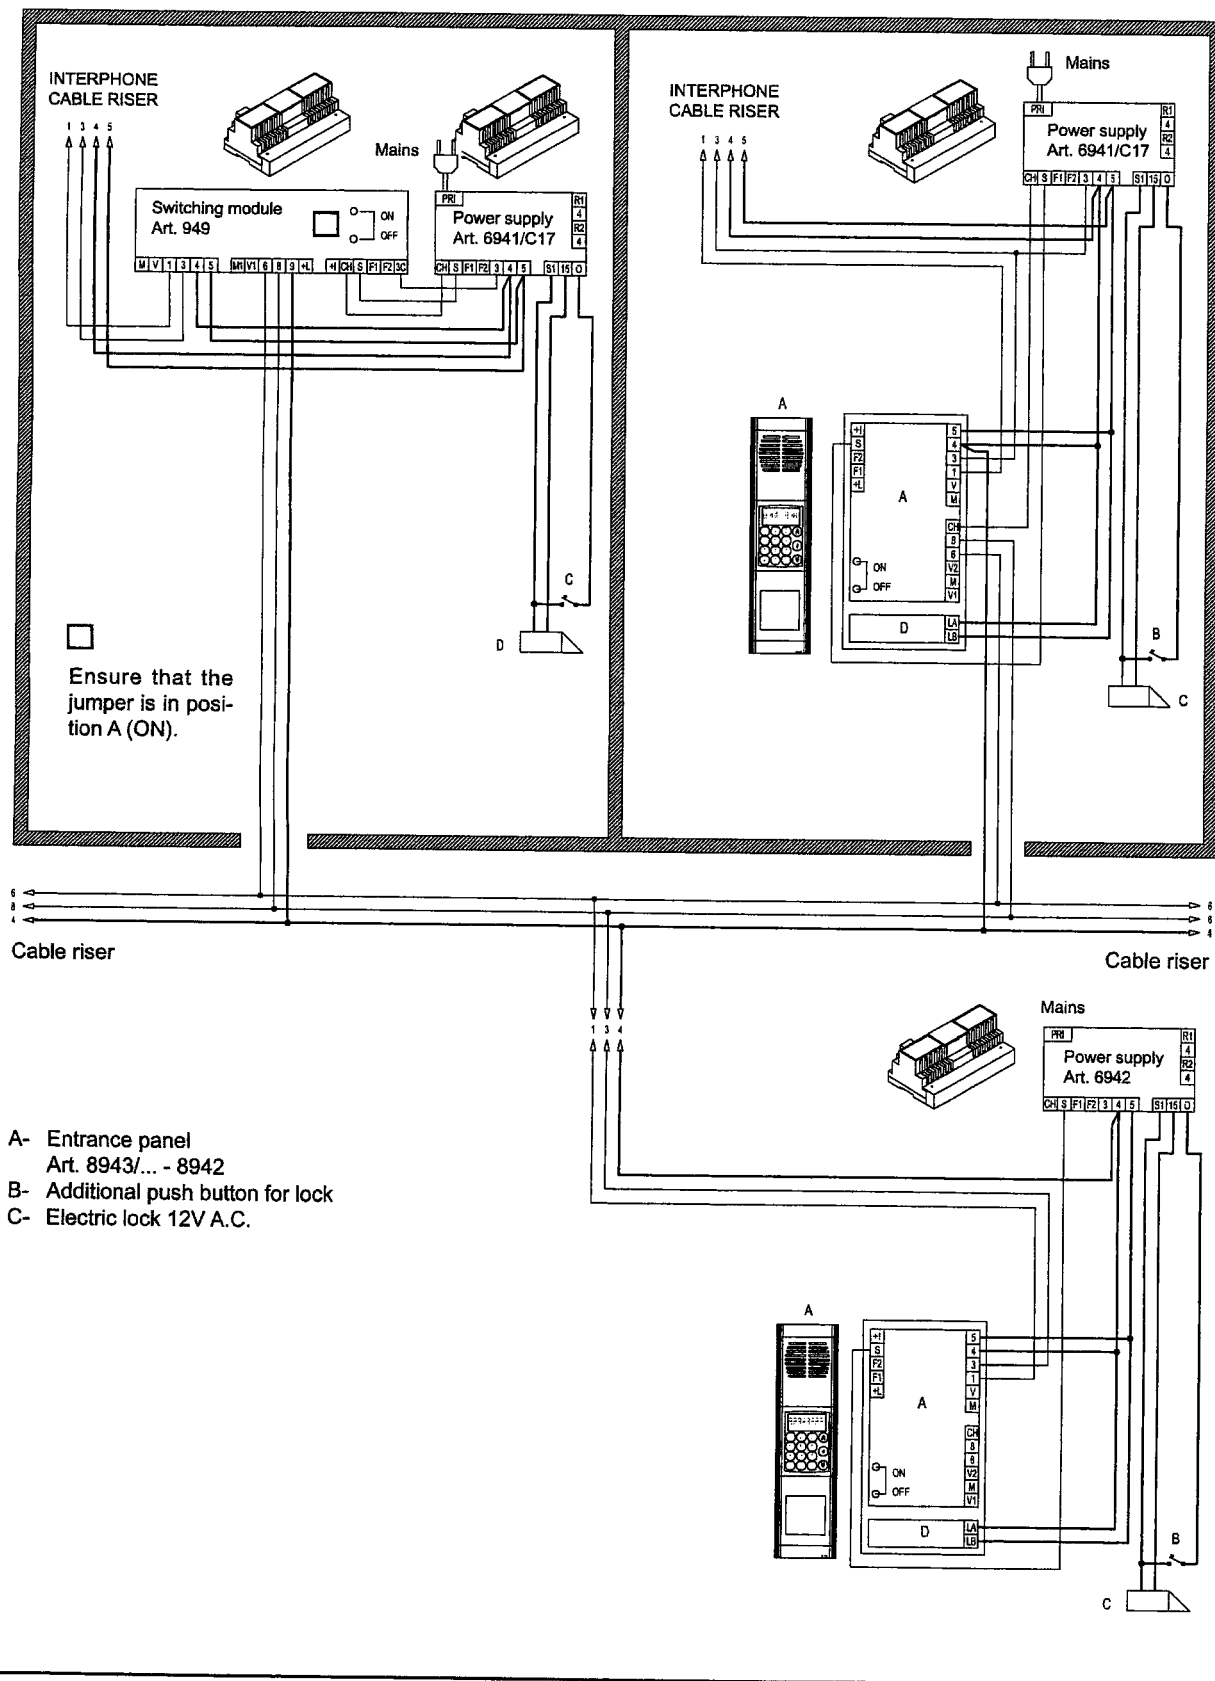 INTERPHONE
CABLE RISER
1 3 4 5
Mains
Switching module
Art. 949
ON
OFF
M V 1 3 4 5 M1 V1 6 8 9 +L +I CH S F1 F2 3C
PRI
Power supply
Art. 6941/C17
R1
4
R2
4
CH S F1 F2 3 4 5 S1 15 0
C
D
Ensure that the
jumper is in posi-
tion A (ON).
INTERPHONE
CABLE RISER
1 3 4 5
Mains
PRI
Power supply
Art. 6941/C17
R1
4
R2
4
CH S F1 F2 3 4 5 S1 15 0
A
+I
S
F2
F1
+L
A
ON
OFF
5
4
3
1
V
M
CH
8
6
V2
M
V1
D
LA
LB
B
C
6
8
4
Cable riser
6
6
4
Cable riser
1 3 4
Mains
PRI
Power supply
Art. 6942
R1
4
R2
4
CH S F1 F2 3 4 5 S1 15 0
A- Entrance panel
Art. 8943/... - 8942
B- Additional push button for lock
C- Electric lock 12V A.C.
A
+I
S
F2
F1
+L
A
ON
OFF
5
4
3
1
V
M
CH
8
6
V2
M
V1
D
LA
LB
B
C